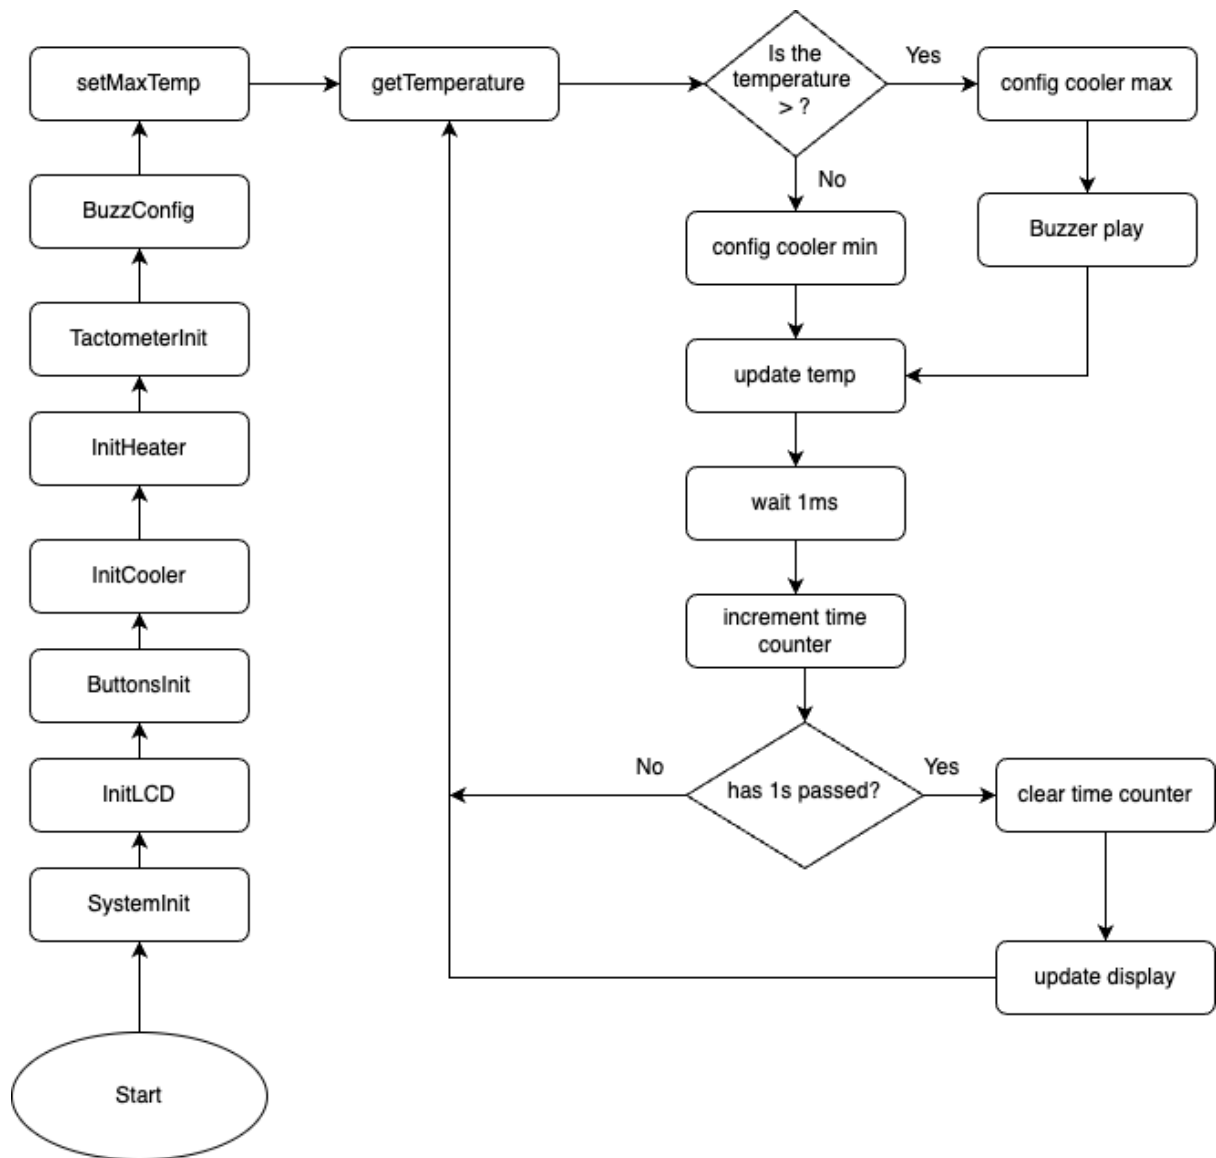 setMaxTemp
getTemperature
Is the
temperature
> ?
Yes
config cooler max
No
BuzzConfig
Buzzer play
config cooler min
TactometerInit
update temp
InitHeater
wait 1ms
InitCooler
increment time
counter
ButtonsInit
No
has 1s passed?
Yes
clear time counter
InitLCD
SystemInit
update display
Start